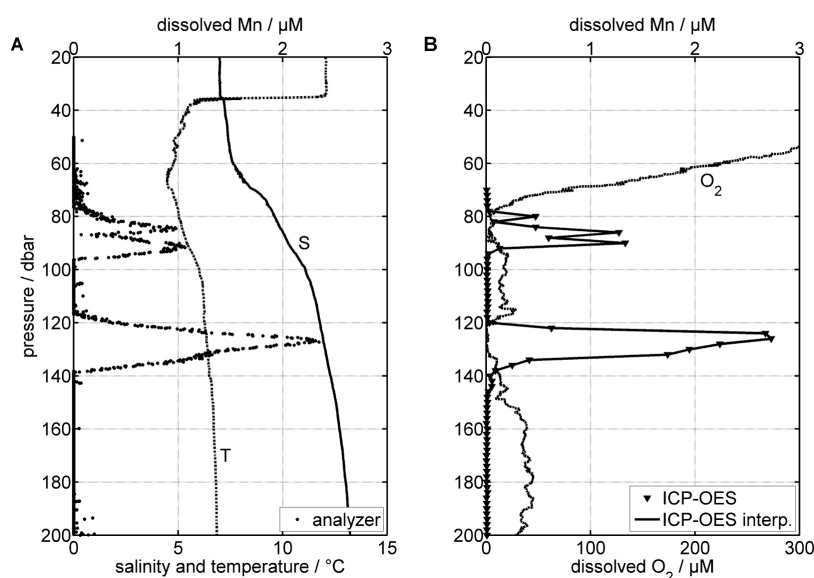 dissolved Mn / µM
dissolved Mn / µM
A
0 1 2 3
B
0 1 2 3
20
40
60
80
100
120
140
160
180
200
pressure / dbar
S
T
analyzer
0 5 10 15
salinity and temperature / °C
20
40
60
80
100
120
140
160
180
200
O2
ICP-OES
ICP-OES interp.
0 100 200 300
dissolved O2 / µM